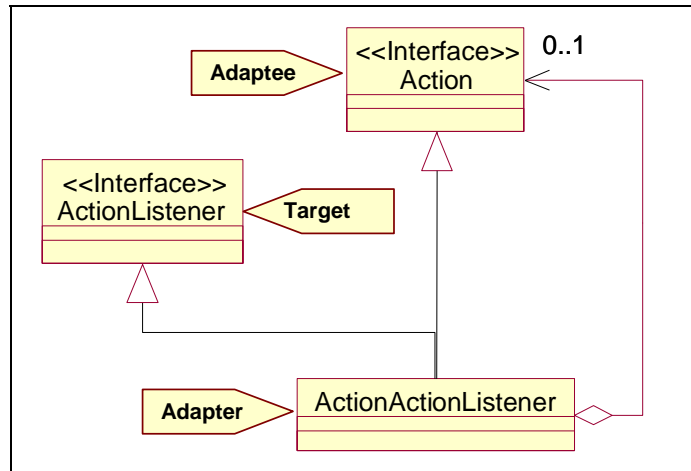 <<Interface>>
Action
0..1
Adaptee
<<Interface>>
ActionListener
Target
ActionActionListener
Adapter